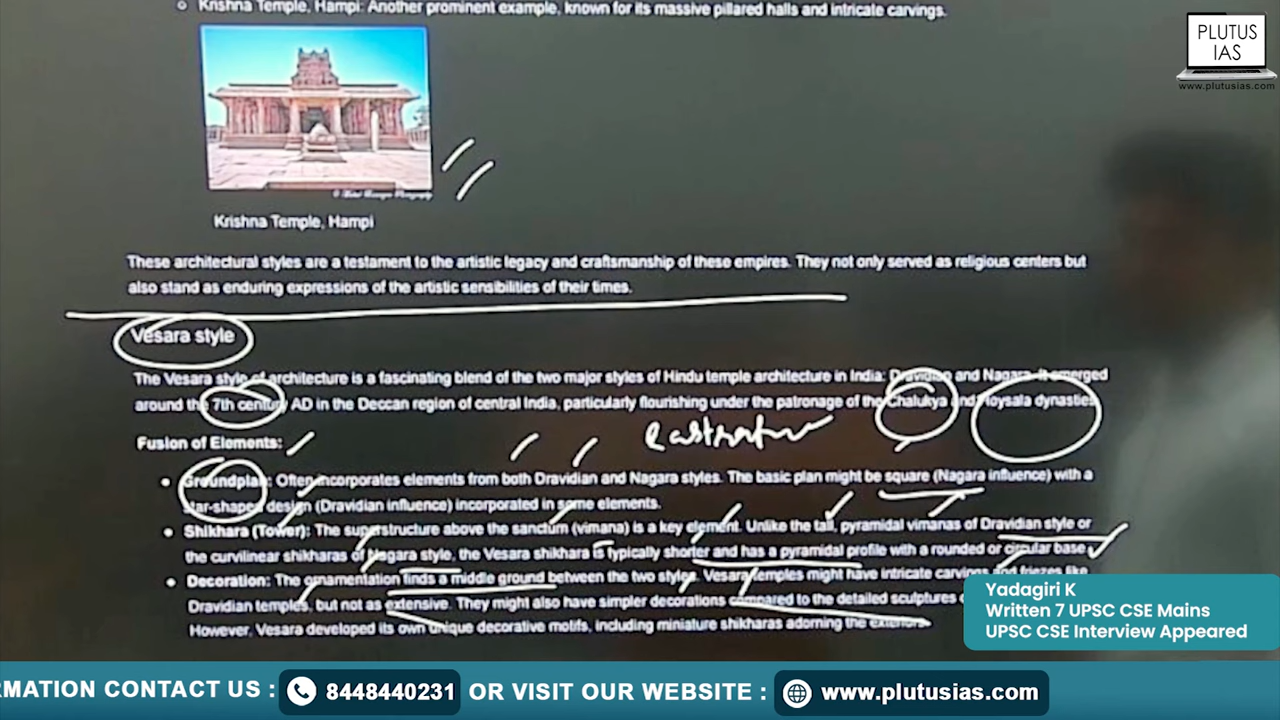 Krishna Temple, Hampi: Another prominent example, known for its massive pillared halls and intricate carvings.
PLUTUS
IAS
www.plutusias.com
Krishna Temple, Hampi
These architectural styles are a testament to the artistic legacy and craftsmanship of these empires. They not only served as religious centers but
also stand as enduring expressions of the artistic sensibilities of their times.
Vesara style
The Vesara style of architecture is a fascinating blend of the two major styles of Hindu temple architecture in India: Dravidian and Nagara. It emerged
around the 7th century AD in the Deccan region of central India, particularly flourishing under the patronage of the Chalukya and Hoysala dynasties.
Fusion of Elements:
Groundplan: Often incorporates elements from both Dravidian and Nagara styles. The basic plan might be square (Nagara influence) with a
star-shaped design (Dravidian influence) incorporated in some elements.
Shikhara (Tower): The superstructure above the sanctum (vimana) is a key element. Unlike the tall, pyramidal vimanas of Dravidian style or
the curvilinear shikharas of Nagara style, the Vesara shikhara is typically shorter and has a pyramidal profile with a rounded or circular base.
Decoration: The ornamentation finds a middle ground between the two styles. Vesara temples might have intricate carvings and friezes like
Dravidian temples, but not as extensive. They might also have simpler decorations compared to the detailed sculptures
However, Vesara developed its own unique decorative motifs, including miniature shikharas adorning the exteriors.
Yadagiri K
Written 7 UPSC CSE Mains
UPSC CSE Interview Appeared
RMATION CONTACT US : 8448440231 OR VISIT OUR WEBSITE : www.plutusias.com